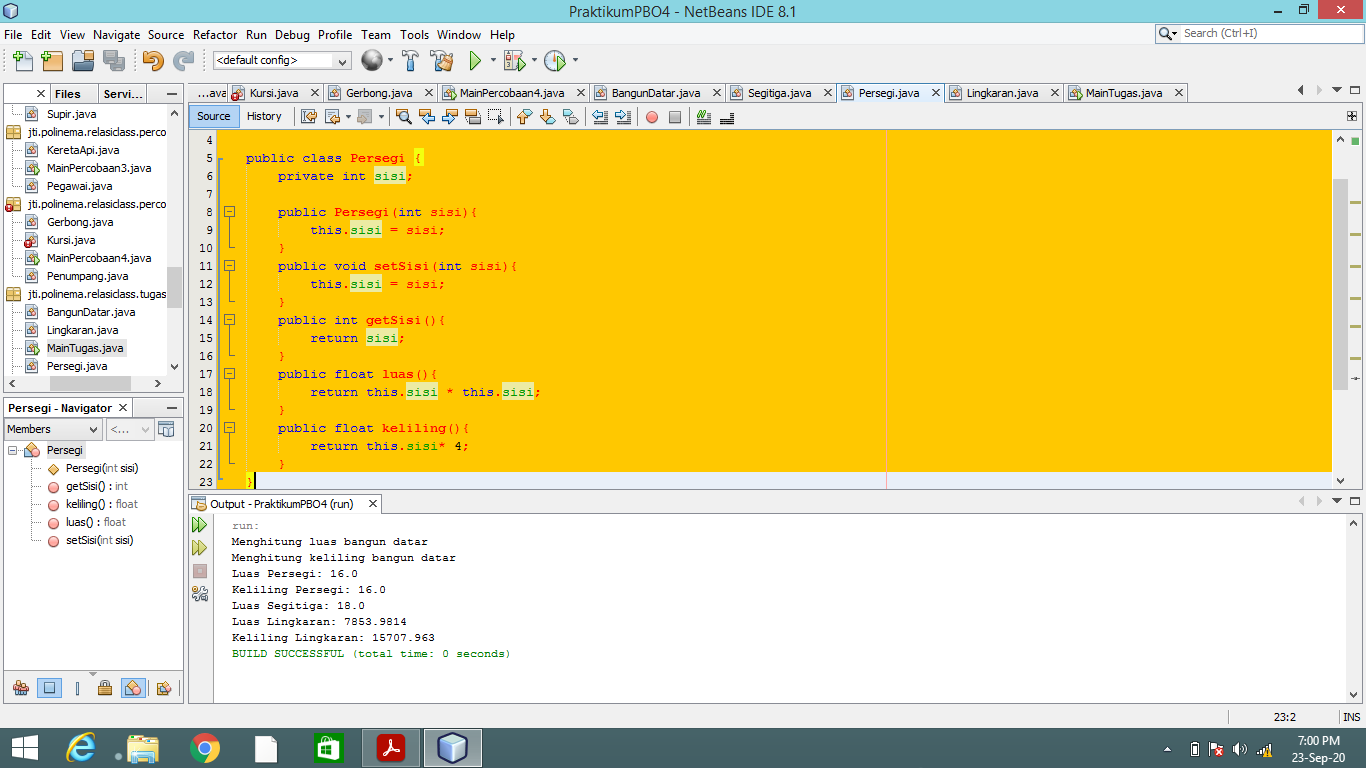 PraktikumPBO4 - NetBeans IDE 8.1
File Edit View Navigate Source Refactor Run Debug Profile Team Tools Window Help
Search (Ctrl+I)
<default config>
Files
Servi...
...ava
Kursi.java
Gerbong.java
MainPercobaan4.java
BangunDatar.java
Segitiga.java
Persegi.java
Lingkaran.java
MainTugas.java
Source
History
Supir.java
jti.polinema.relasiclass.perco
KeretaApi.java
MainPercobaan3.java
Pegawai.java
jti.polinema.relasiclass.perco
Gerbong.java
Kursi.java
MainPercobaan4.java
Penumpang.java
jti.polinema.relasiclass.tugas
BangunDatar.java
Lingkaran.java
MainTugas.java
Persegi.java
Persegi - Navigator
Members
<...
Persegi
Persegi(int sisi)
getSisi() : int
keliling() : float
luas() : float
setSisi(int sisi)
4
5 public class Persegi {
6 private int sisi;
7
8 public Persegi(int sisi){
9 this.sisi = sisi;
10 }
11 public void setSisi(int sisi){
12 this.sisi = sisi;
13 }
14 public int getSisi(){
15 return sisi;
16 }
17 public float luas(){
18 return this.sisi * this.sisi;
19 }
20 public float keliling(){
21 return this.sisi* 4;
22 }
23 }
Output - PraktikumPBO4 (run)
run:
Menghitung luas bangun datar
Menghitung keliling bangun datar
Luas Persegi: 16.0
Keliling Persegi: 16.0
Luas Segitiga: 18.0
Luas Lingkaran: 7853.9814
Keliling Lingkaran: 15707.963
BUILD SUCCESSFUL (total time: 0 seconds)
23:2
INS
7:00 PM
23-Sep-20